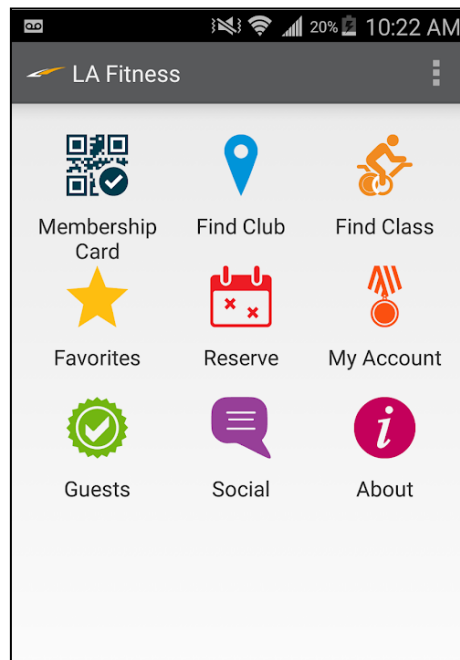 20% 10:22 AM
LA Fitness
Membership Card
Find Club
Find Class
Favorites
Reserve
My Account
Guests
Social
About